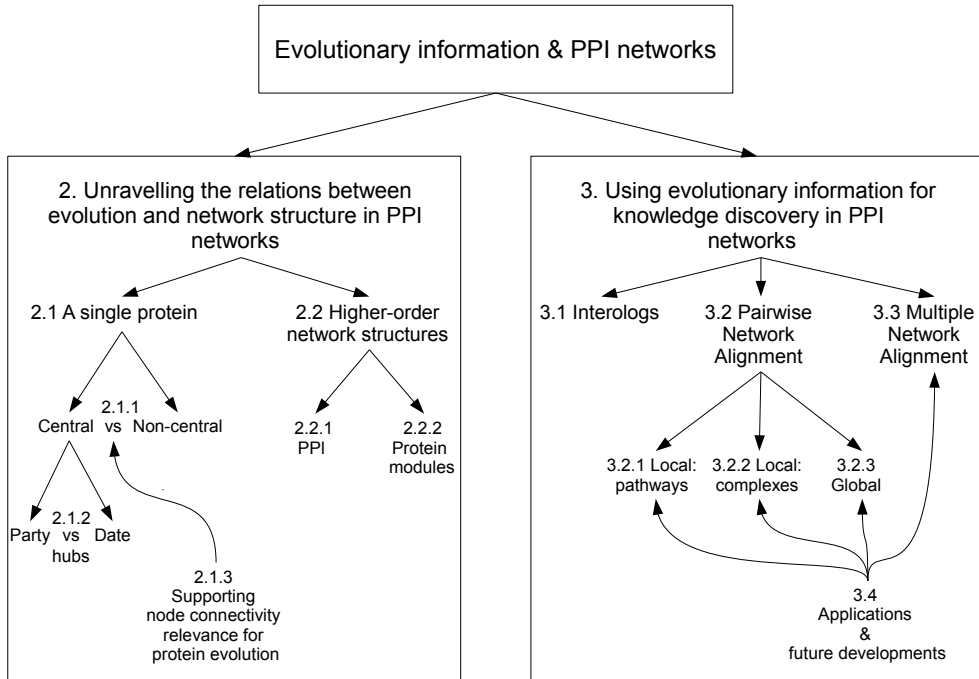 Evolutionary information & PPI networks
2. Unravelling the relations between
evolution and network structure in PPI
networks
2.1 A single protein
2.2 Higher-order
network structures
2.1.1
Central vs Non-central
2.2.1
PPI
2.2.2
Protein
modules
2.1.2
Party vs Date
hubs
2.1.3
Supporting
node connectivity
relevance for
protein evolution
3. Using evolutionary information for
knowledge discovery in PPI
networks
3.1 Interologs
3.2 Pairwise
Network
Alignment
3.3 Multiple
Network
Alignment
3.2.1 Local:
pathways
3.2.2 Local:
complexes
3.2.3
Global
3.4
Applications
&
future developments